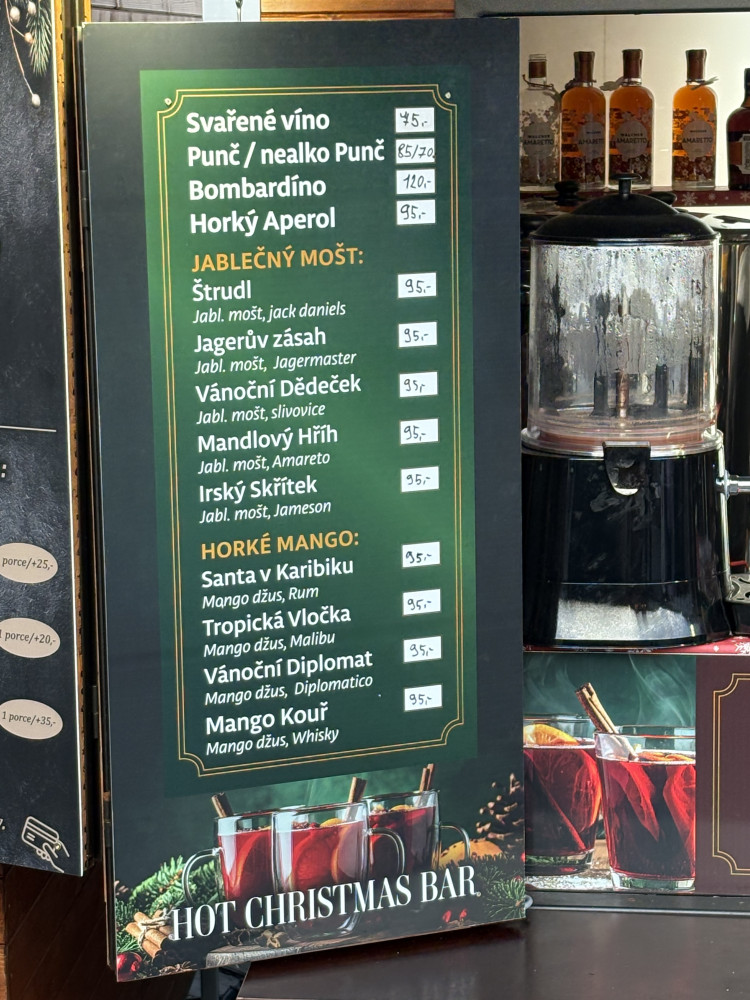 Svařené víno 75,-
Punč / nealko Punč 85/70,
Bombardíno 120,-
Horký Aperol 95,-
JABLEČNÝ MOŠT:
Štrudl 95,-
Jabl. mošt, jack daniels
Jagerův zásah 95,-
Jabl. mošt, Jagermaster
Vánoční Dědeček 95,-
Jabl. mošt, slivovice
Mandlový Hřích 95,-
Jabl. mošt, Amareto
Irský Skřítek 95,-
Jabl. mošt, Jameson
HORKÉ MANGO:
Santa v Karibiku 95,-
Mango džus, Rum
Tropická Vločka 95,-
Mango džus, Malibu
Vánoční Diplomat 95,-
Mango džus, Diplomatico
Mango Kouř 95,-
Mango džus, Whisky
HOT CHRISTMAS BAR
porce/+25,-
1 porce/+20,-
1 porce/+35,-
AMARETTO
AMARETTO
AMARETTO